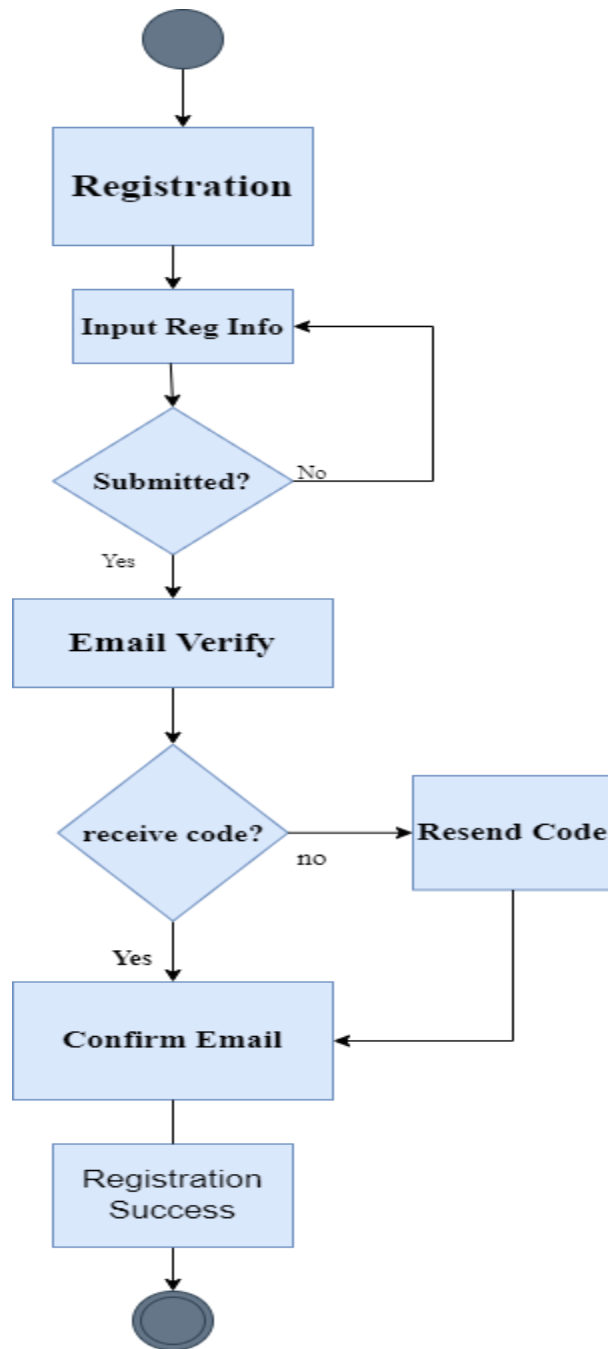 Registration
Input Reg Info
Submitted?
No
Yes
Email Verify
receive code?
no
Resend Code
Yes
Confirm Email
Registration
Success